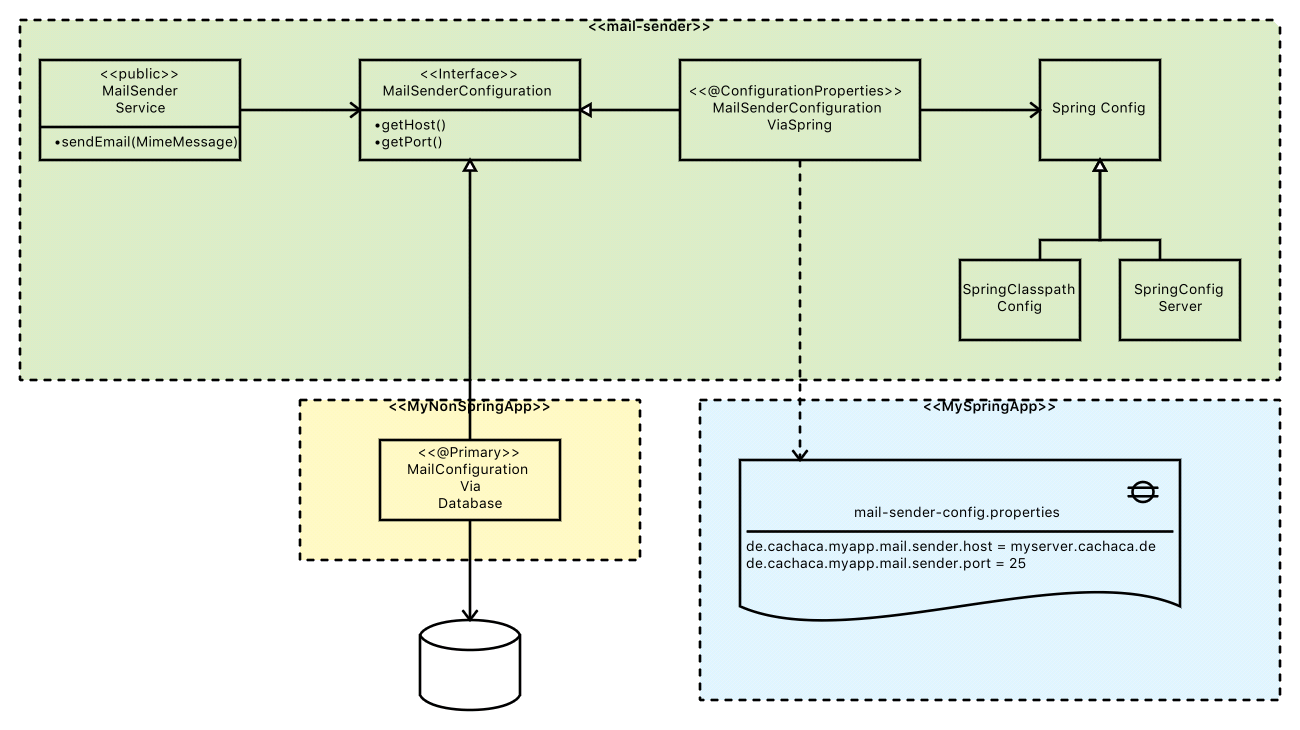 <<mail-sender>>
<<public>>
MailSender
Service
•sendEmail(MimeMessage)
<<Interface>>
MailSenderConfiguration
•getHost()
•getPort()
<<@ConfigurationProperties>>
MailSenderConfiguration
ViaSpring
Spring Config
SpringClasspath
Config
SpringConfig
Server
<<MyNonSpringApp>>
<<@Primary>>
MailConfiguration
Via
Database
<<MySpringApp>>
mail-sender-config.properties
de.cachaca.myapp.mail.sender.host = myserver.cachaca.de
de.cachaca.myapp.mail.sender.port = 25